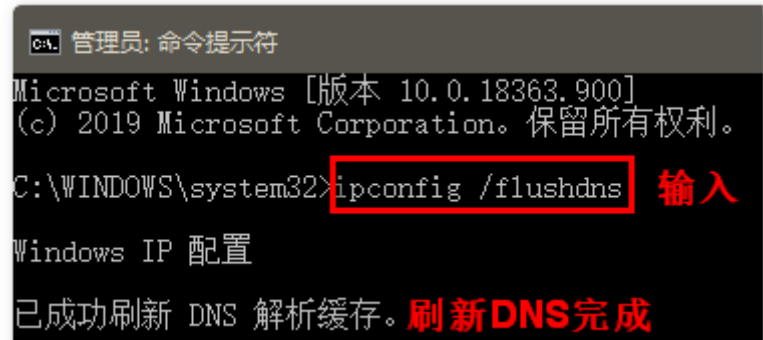 管理员: 命令提示符
Microsoft Windows [版本 10.0.18363.900]
(c) 2019 Microsoft Corporation。保留所有权利。
C:\WINDOWS\system32>ipconfig /flushdns 输入
Windows IP 配置
已成功刷新 DNS 解析缓存。刷新DNS完成